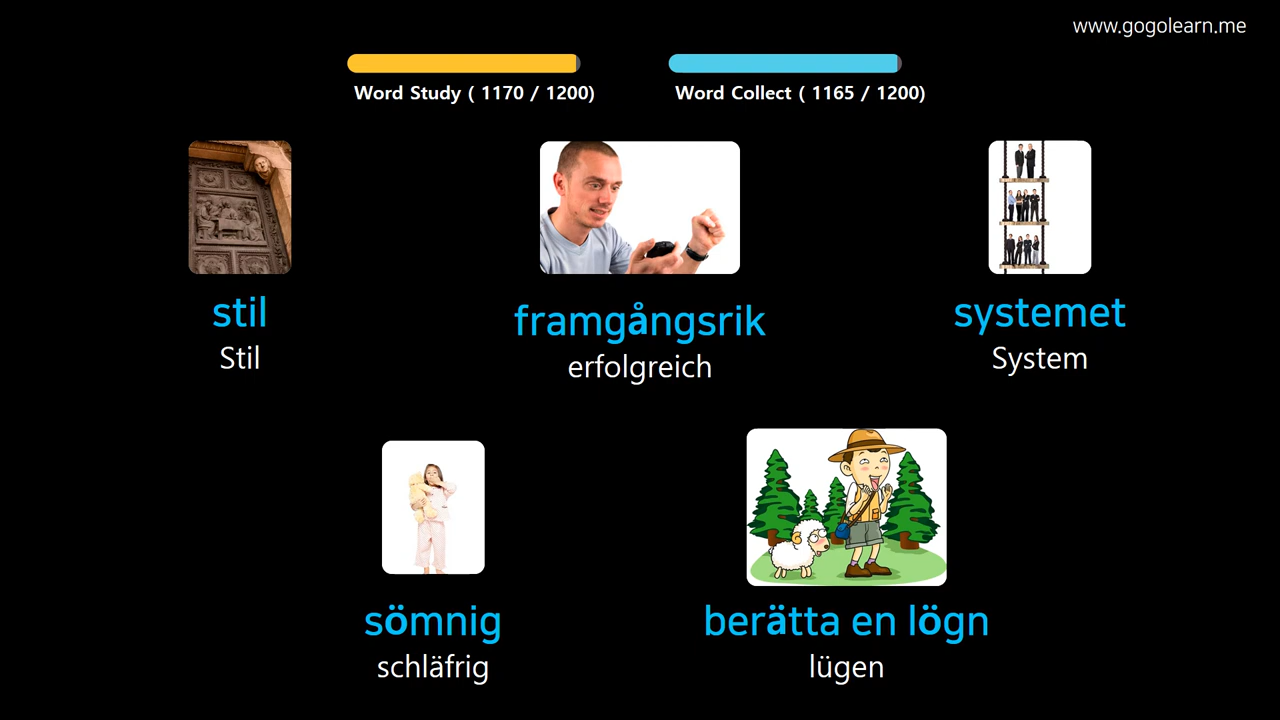 www.gogolearn.me
Word Study ( 1170 / 1200)
Word Collect ( 1165 / 1200)
stil
Stil
framgångsrik
erfolgreich
systemet
System
sömnig
schläfrig
berätta en lögn
lügen